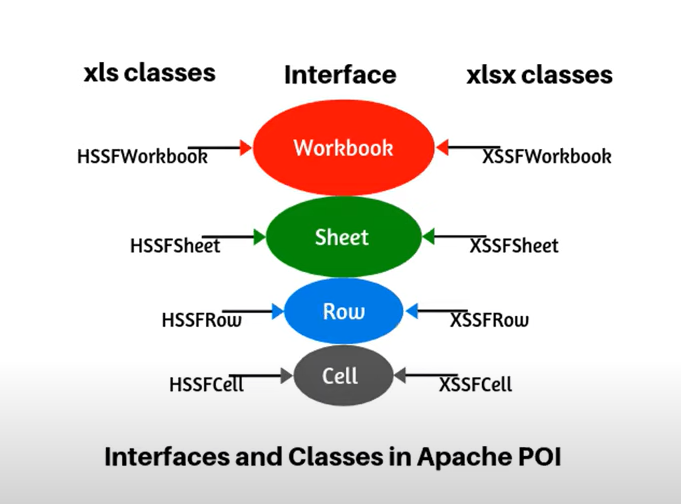 xls classes Interface xlsx classes
HSSFWorkbook Workbook XSSFWorkbook
HSSFSheet Sheet XSSFSheet
HSSFRow Row XSSFRow
HSSFCell Cell XSSFCell
Interfaces and Classes in Apache POI